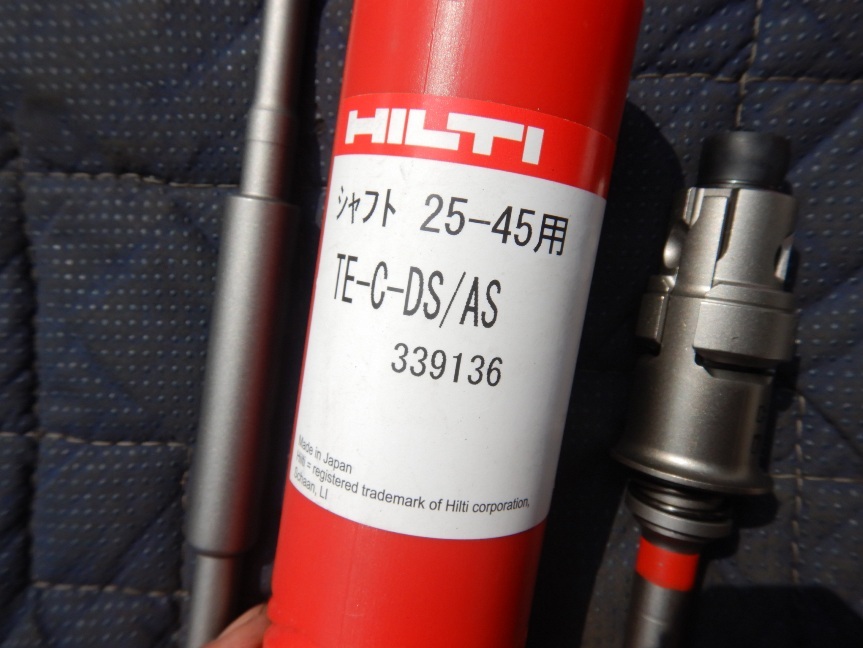 HILTI
シャフト 25-45用
TE-C-DS/AS
339136
Made in Japan
Hilti = registered trademark of Hilti corporation,
Schaan, LI